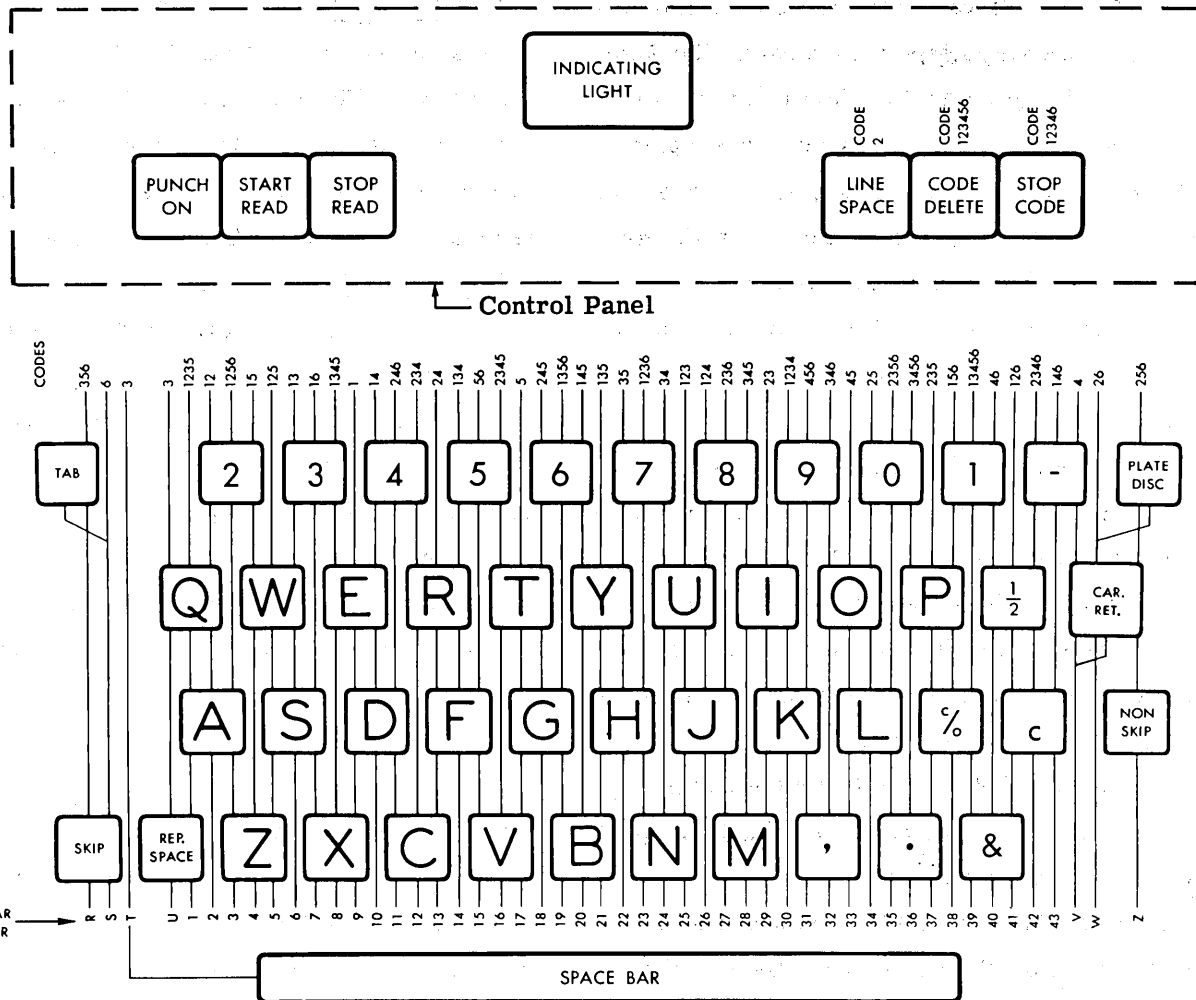 INDICATING
LIGHT
CODE
2
CODE
123456
CODE
12346
PUNCH
ON
START
READ
STOP
READ
LINE
SPACE
CODE
DELETE
STOP
CODE
Control Panel
CODES
356 6 3 3 1235 12 1256 15 125 13 16 1345 1 14 246 234 24 134 56 2345 5 245 1356 145 135 35 1236 34 123 124 236 345 23 1234 456 346 45 25 2356 3456 235 156 13456 46 126 2346 146 4 26 256
TAB
2 3 4 5 6 7 8 9 0 1 -
PLATE
DISC
Q W E R T Y U I O P 1/2
CAR.
RET.
A S D F G H J K L c/o c
NON
SKIP
SKIP
REP.
SPACE
Z X C V B N M , . &
R S T U 1 2 3 4 5 6 7 8 9 10 11 12 13 14 15 16 17 18 19 20 21 22 23 24 25 26 27 28 29 30 31 32 33 34 35 36 37 38 39 40 41 42 43 V W Z
SPACE BAR